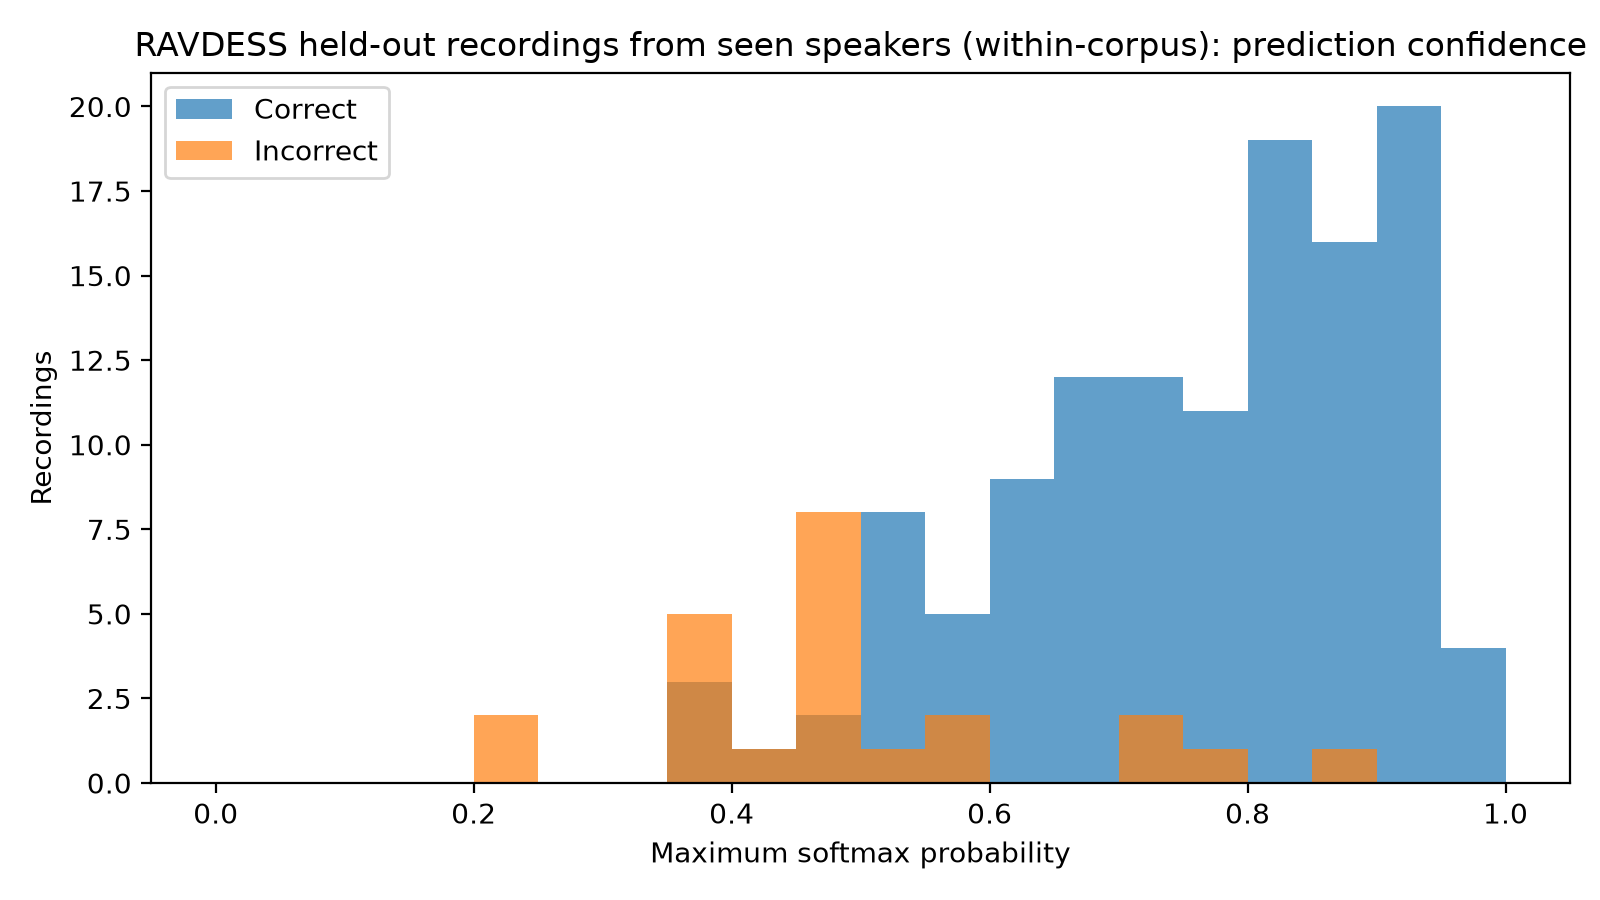 RAVDESS held-out recordings from seen speakers (within-corpus): prediction confidence
Correct
Incorrect
20.0
17.5
15.0
12.5
10.0
7.5
5.0
2.5
0.0
Recordings
0.0 0.2 0.4 0.6 0.8 1.0
Maximum softmax probability